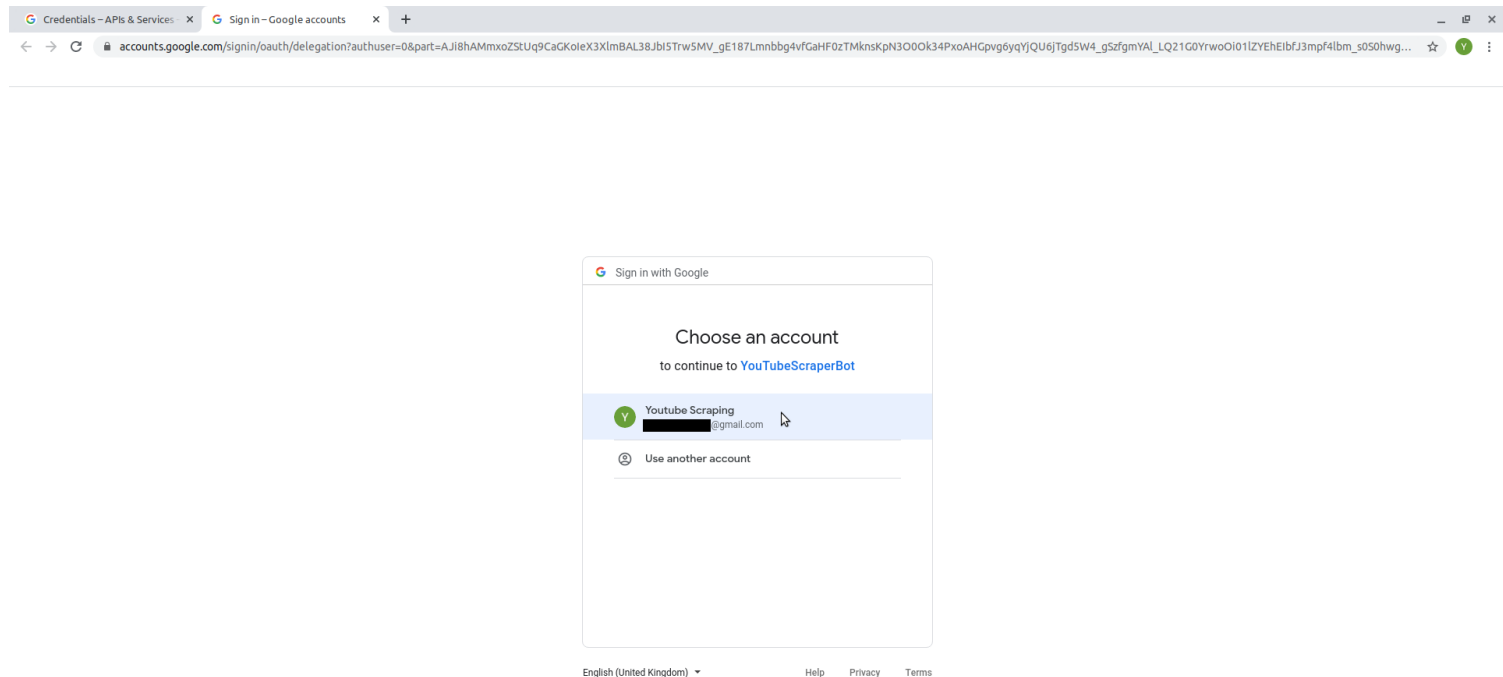 Credentials – APIs & Services
Sign in – Google accounts
accounts.google.com/signin/oauth/delegation?authuser=0&part=AJi8hAMmxoZStUq9CaGKoIeX3XlmBAL38JbI5Trw5MV_gE187Lmnbbg4vfGaHF0zTMknsKpN3O0Ok34PxoAHGpvg6yqYjQU6jTgd5W4_gSzfgmYAl_LQ21G0YrwoOi01lZYEhEIbfJ3mpf4lbm_s0S0hwg...
Y
Sign in with Google
Choose an account
to continue to YouTubeScraperBot
Y
Youtube Scraping
@gmail.com
Use another account
English (United Kingdom)
Help Privacy Terms